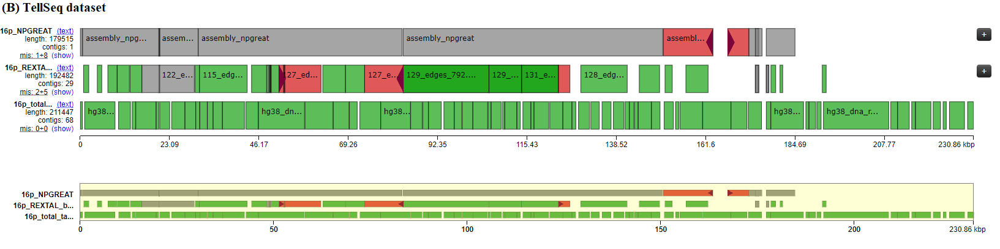 (B) TellSeq dataset
16p_NPGREAT (text)
length: 179515
contigs: 1
mis: 1+8 (show)
assembly_npg... assem... assembly_npgreat assembly_npgreat assembl...
+
16p_REXTA... (text)
length: 192482
contigs: 29
mis: 2+5 (show)
122_e... 115_edg... 127_ed... 127_e... 129_edges_792.... 129_... 131_e... 128_edg...
+
16p_total... (text)
length: 211447
contigs: 68
mis: 0+0 (show)
hg38... hg38_dn... hg38... hg38... hg38_dna_r...
0 23.09 46.17 69.26 92.35 115.43 138.52 161.6 184.69 207.77 230.86 kbp
16p_NPGREAT
16p_REXTAL_b...
16p_total_ta...
0 50 100 150 200 230.86 kbp